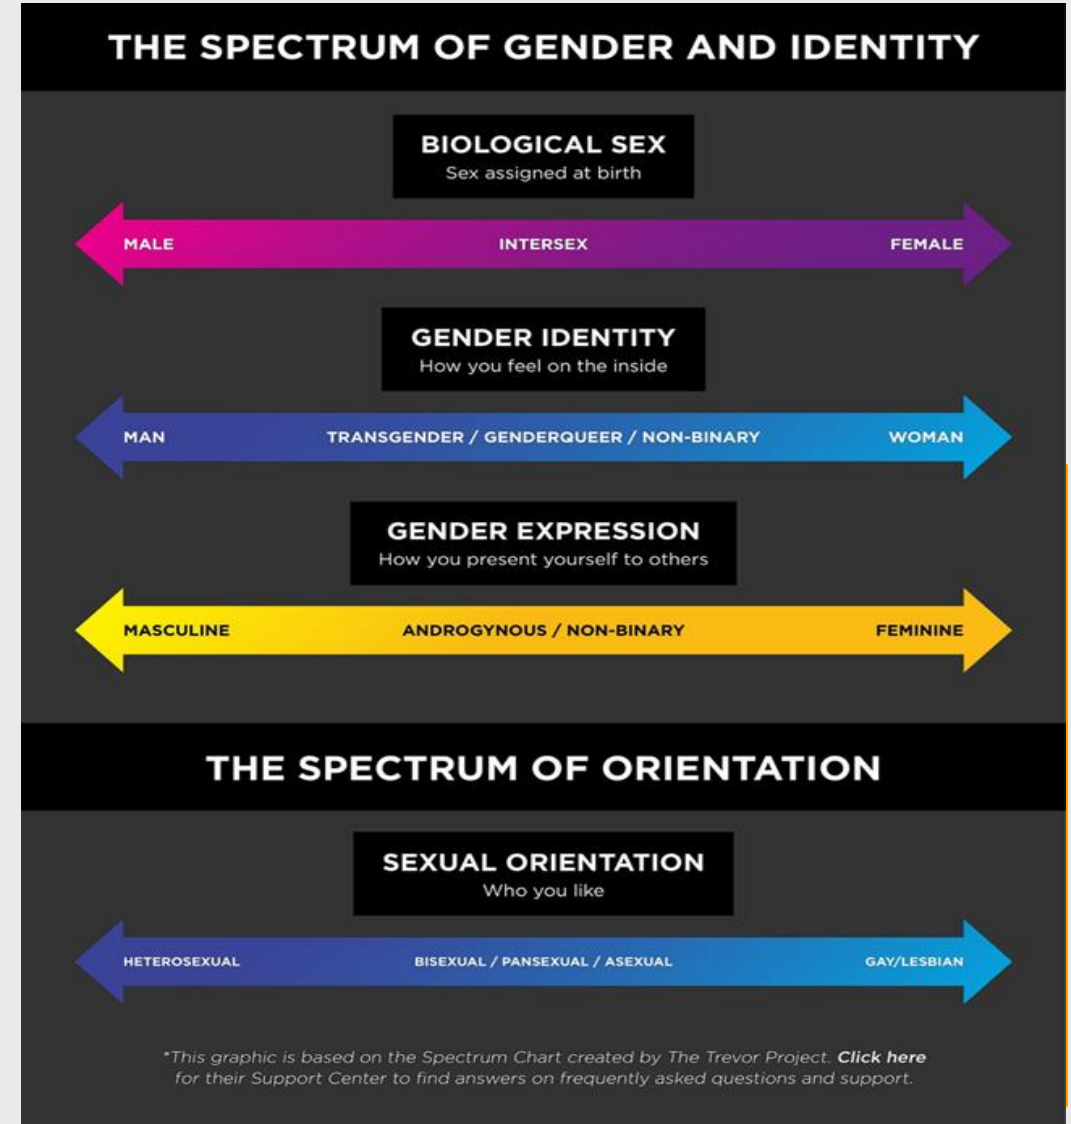 THE SPECTRUM OF GENDER AND IDENTITY
BIOLOGICAL SEX
Sex assigned at birth
MALE INTERSEX FEMALE
GENDER IDENTITY
How you feel on the inside
MAN TRANSGENDER / GENDERQUEER / NON-BINARY WOMAN
GENDER EXPRESSION
How you present yourself to others
MASCULINE ANDROGYNOUS / NON-BINARY FEMININE
THE SPECTRUM OF ORIENTATION
SEXUAL ORIENTATION
Who you like
HETEROSEXUAL BISEXUAL / PANSEXUAL / ASEXUAL GAY/LESBIAN
*This graphic is based on the Spectrum Chart created by The Trevor Project. Click here
for their Support Center to find answers on frequently asked questions and support.